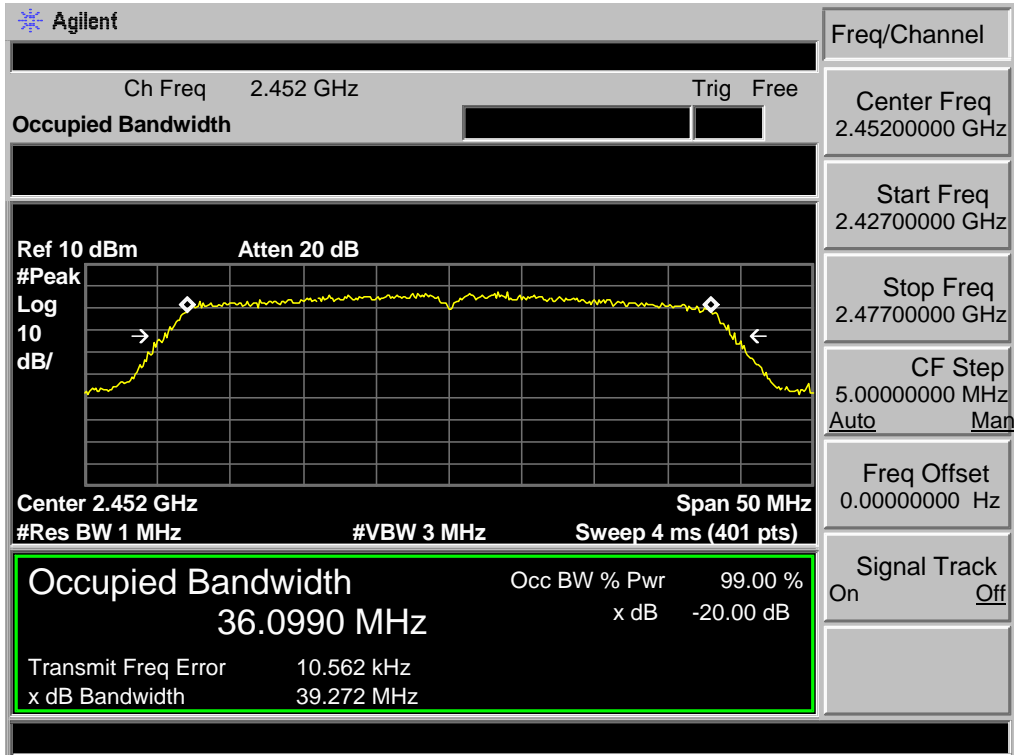 Agilent
Freq/Channel
Ch Freq 2.452 GHz Trig Free
Occupied Bandwidth
Center Freq
2.45200000 GHz
Start Freq
2.42700000 GHz
Ref 10 dBm Atten 20 dB
#Peak
Log
10
dB/
Stop Freq
2.47700000 GHz
CF Step
5.00000000 MHz
Auto Man
Center 2.452 GHz Span 50 MHz
#Res BW 1 MHz #VBW 3 MHz Sweep 4 ms (401 pts)
Freq Offset
0.00000000 Hz
Occupied Bandwidth Occ BW % Pwr 99.00 %
36.0990 MHz x dB -20.00 dB
Transmit Freq Error 10.562 kHz
x dB Bandwidth 39.272 MHz
Signal Track
On Off